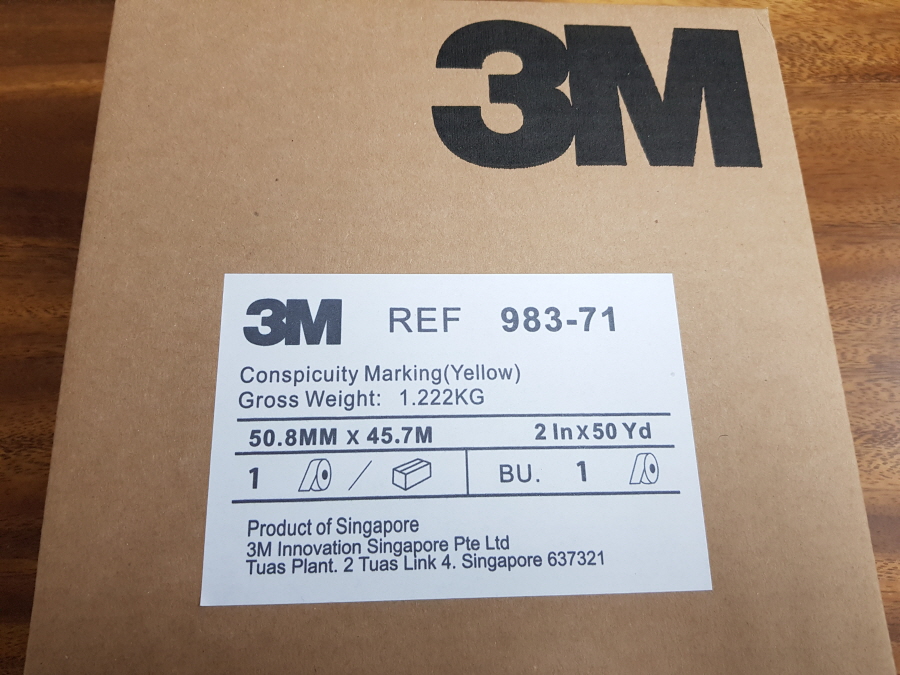 3M
3M REF 983-71
Conspicuity Marking(Yellow)
Gross Weight: 1.222KG
50.8MM X 45.7M 2 In X 50 Yd
1 / BU. 1
Product of Singapore
3M Innovation Singapore Pte Ltd
Tuas Plant. 2 Tuas Link 4. Singapore 637321